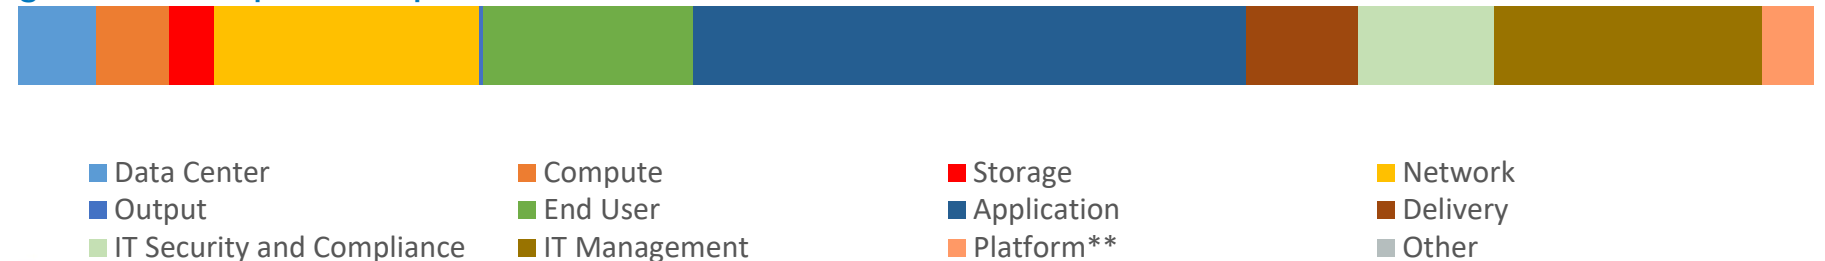 Data Center Compute Storage Network
Output End User Application Delivery
IT Security and Compliance IT Management Platform** Other